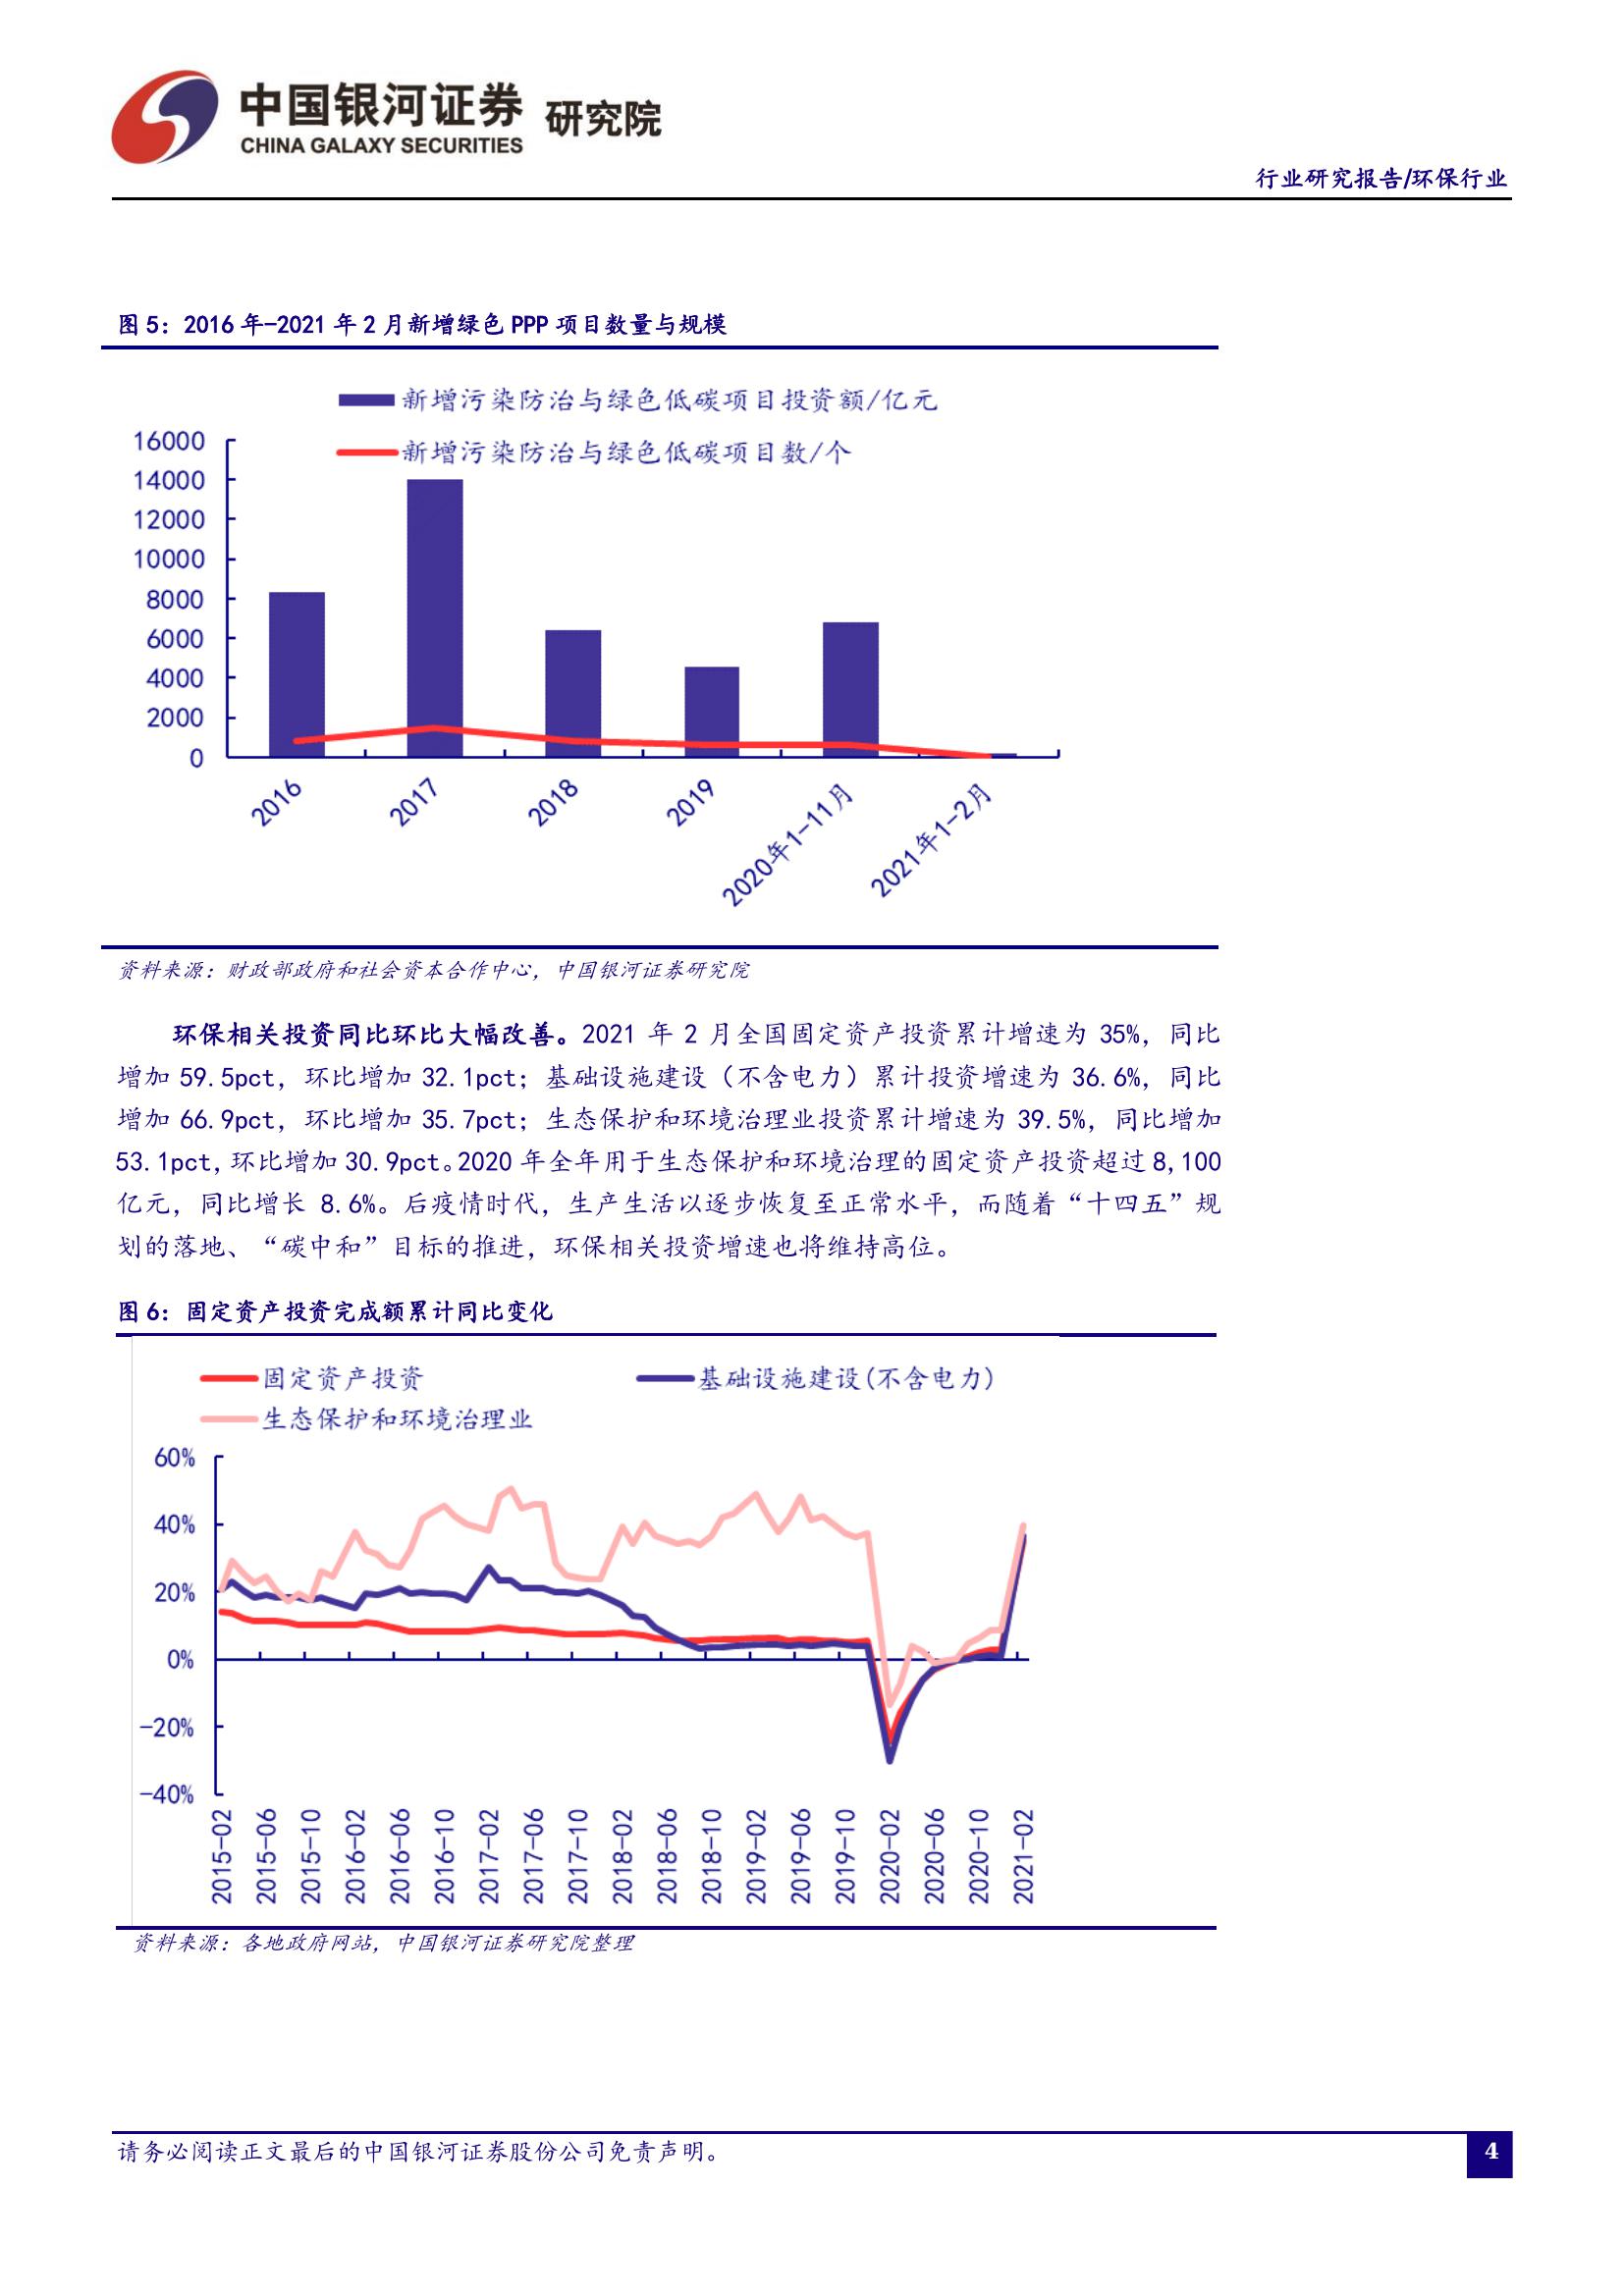 中国银河证券 研究院
CHINA GALAXY SECURITIES
行业研究报告/环保行业
图 5：2016 年-2021 年 2 月新增绿色 PPP 项目数量与规模
新增污染防治与绿色低碳项目投资额/亿元
新增污染防治与绿色低碳项目数/个
16000
14000
12000
10000
8000
6000
4000
2000
0
2016
2017
2018
2019
2020年1-11月
2021年1-2月
资料来源：财政部政府和社会资本合作中心，中国银河证券研究院
环保相关投资同比环比大幅改善。2021 年 2 月全国固定资产投资累计增速为 35%，同比
增加 59.5pct，环比增加 32.1pct；基础设施建设（不含电力）累计投资增速为 36.6%，同比
增加 66.9pct，环比增加 35.7pct；生态保护和环境治理业投资累计增速为 39.5%，同比增加
53.1pct，环比增加 30.9pct。2020 年全年用于生态保护和环境治理的固定资产投资超过 8,100
亿元，同比增长 8.6%。后疫情时代，生产生活以逐步恢复至正常水平，而随着“十四五”规
划的落地、“碳中和”目标的推进，环保相关投资增速也将维持高位。
图 6：固定资产投资完成额累计同比变化
固定资产投资
基础设施建设(不含电力)
生态保护和环境治理业
60%
40%
20%
0%
-20%
-40%
2015-02
2015-06
2015-10
2016-02
2016-06
2016-10
2017-02
2017-06
2017-10
2018-02
2018-06
2018-10
2019-02
2019-06
2019-10
2020-02
2020-06
2020-10
2021-02
资料来源：各地政府网站，中国银河证券研究院整理
请务必阅读正文最后的中国银河证券股份公司免责声明。
4